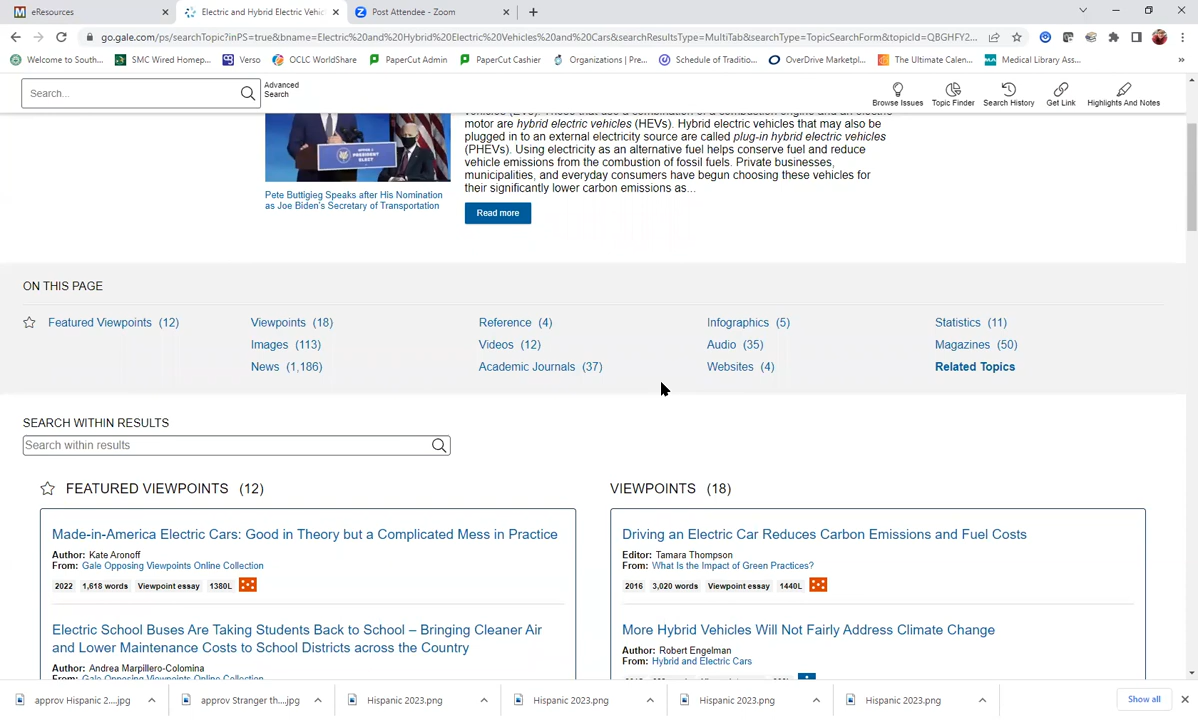 eResources
Electric and Hybrid Electric Vehic
Post Attendee - Zoom
go.gale.com/ps/searchTopic?inPS=true&bname=Electric%20and%20Hybrid%20Electric%20Vehicles%20and%20Cars&searchResultsType=MultiTab&searchType=TopicSearchForm&topicId=QBGHFY2...
Welcome to South...
SMC Wired Homep...
Verso
OCLC WorldShare
PaperCut Admin
PaperCut Cashier
Organizations | Pre...
Schedule of Traditio...
OverDrive Marketpl...
The Ultimate Calen...
Medical Library Ass...
Search...
Advanced
Search
Browse Issues
Topic Finder
Search History
Get Link
Highlights And Notes
motor are hybrid electric vehicles (HEVs). Hybrid electric vehicles that may also be
plugged in to an external electricity source are called plug-in hybrid electric vehicles
(PHEVs). Using electricity as an alternative fuel helps conserve fuel and reduce
vehicle emissions from the combustion of fossil fuels. Private businesses,
municipalities, and everyday consumers have begun choosing these vehicles for
their significantly lower carbon emissions as...
Read more
Pete Buttigieg Speaks after His Nomination
as Joe Biden's Secretary of Transportation
ON THIS PAGE
Featured Viewpoints (12)
Viewpoints (18)
Reference (4)
Infographics (5)
Statistics (11)
Images (113)
Videos (12)
Audio (35)
Magazines (50)
News (1,186)
Academic Journals (37)
Websites (4)
Related Topics
SEARCH WITHIN RESULTS
Search within results
FEATURED VIEWPOINTS (12)
Made-in-America Electric Cars: Good in Theory but a Complicated Mess in Practice
Author: Kate Aronoff
From: Gale Opposing Viewpoints Online Collection
2022 1,618 words Viewpoint essay 1380L
Electric School Buses Are Taking Students Back to School – Bringing Cleaner Air
and Lower Maintenance Costs to School Districts across the Country
Author: Andrea Marpillero-Colomina
From: Gale Opposing Viewpoints Online Collection
VIEWPOINTS (18)
Driving an Electric Car Reduces Carbon Emissions and Fuel Costs
Editor: Tamara Thompson
From: What Is the Impact of Green Practices?
2016 3,020 words Viewpoint essay 1440L
More Hybrid Vehicles Will Not Fairly Address Climate Change
Author: Robert Engelman
From: Hybrid and Electric Cars
approv Hispanic 2....jpg
approv Stranger th....jpg
Hispanic 2023.png
Hispanic 2023.png
Hispanic 2023.png
Hispanic 2023.png
Show all